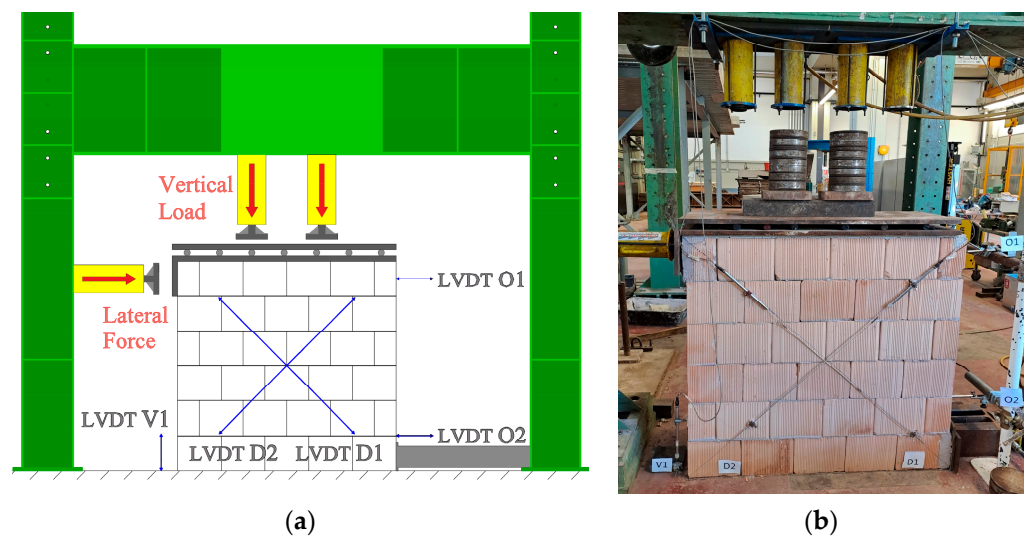 Vertical
Load
LVDT O1
Lateral
Force
LVDT V1
LVDT O2
LVDT D2
LVDT D1
(a)
O1
O2
V1
D2
D1
(b)